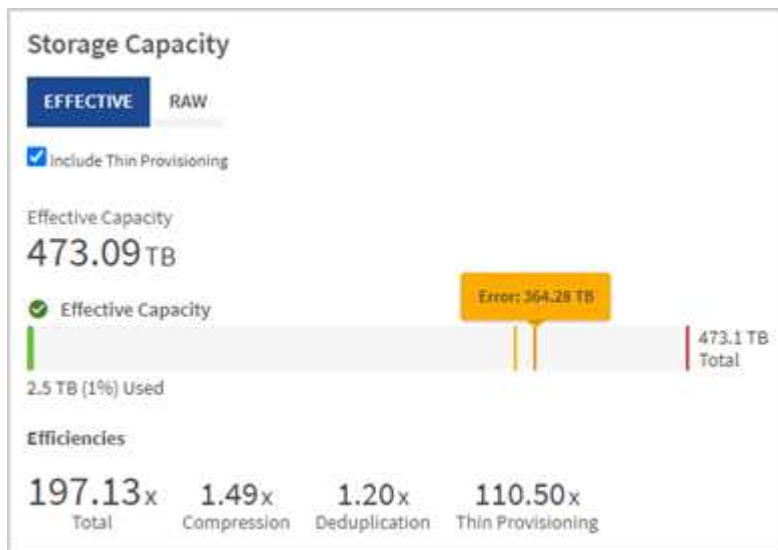 Storage Capacity
EFFECTIVE RAW
Include Thin Provisioning
Effective Capacity
473.09 TB
Error: 364.28 TB
Effective Capacity
473.1 TB
Total
2.5 TB (1%) Used
Efficiencies
197.13x 1.49x 1.20x 110.50x
Total Compression Deduplication Thin Provisioning